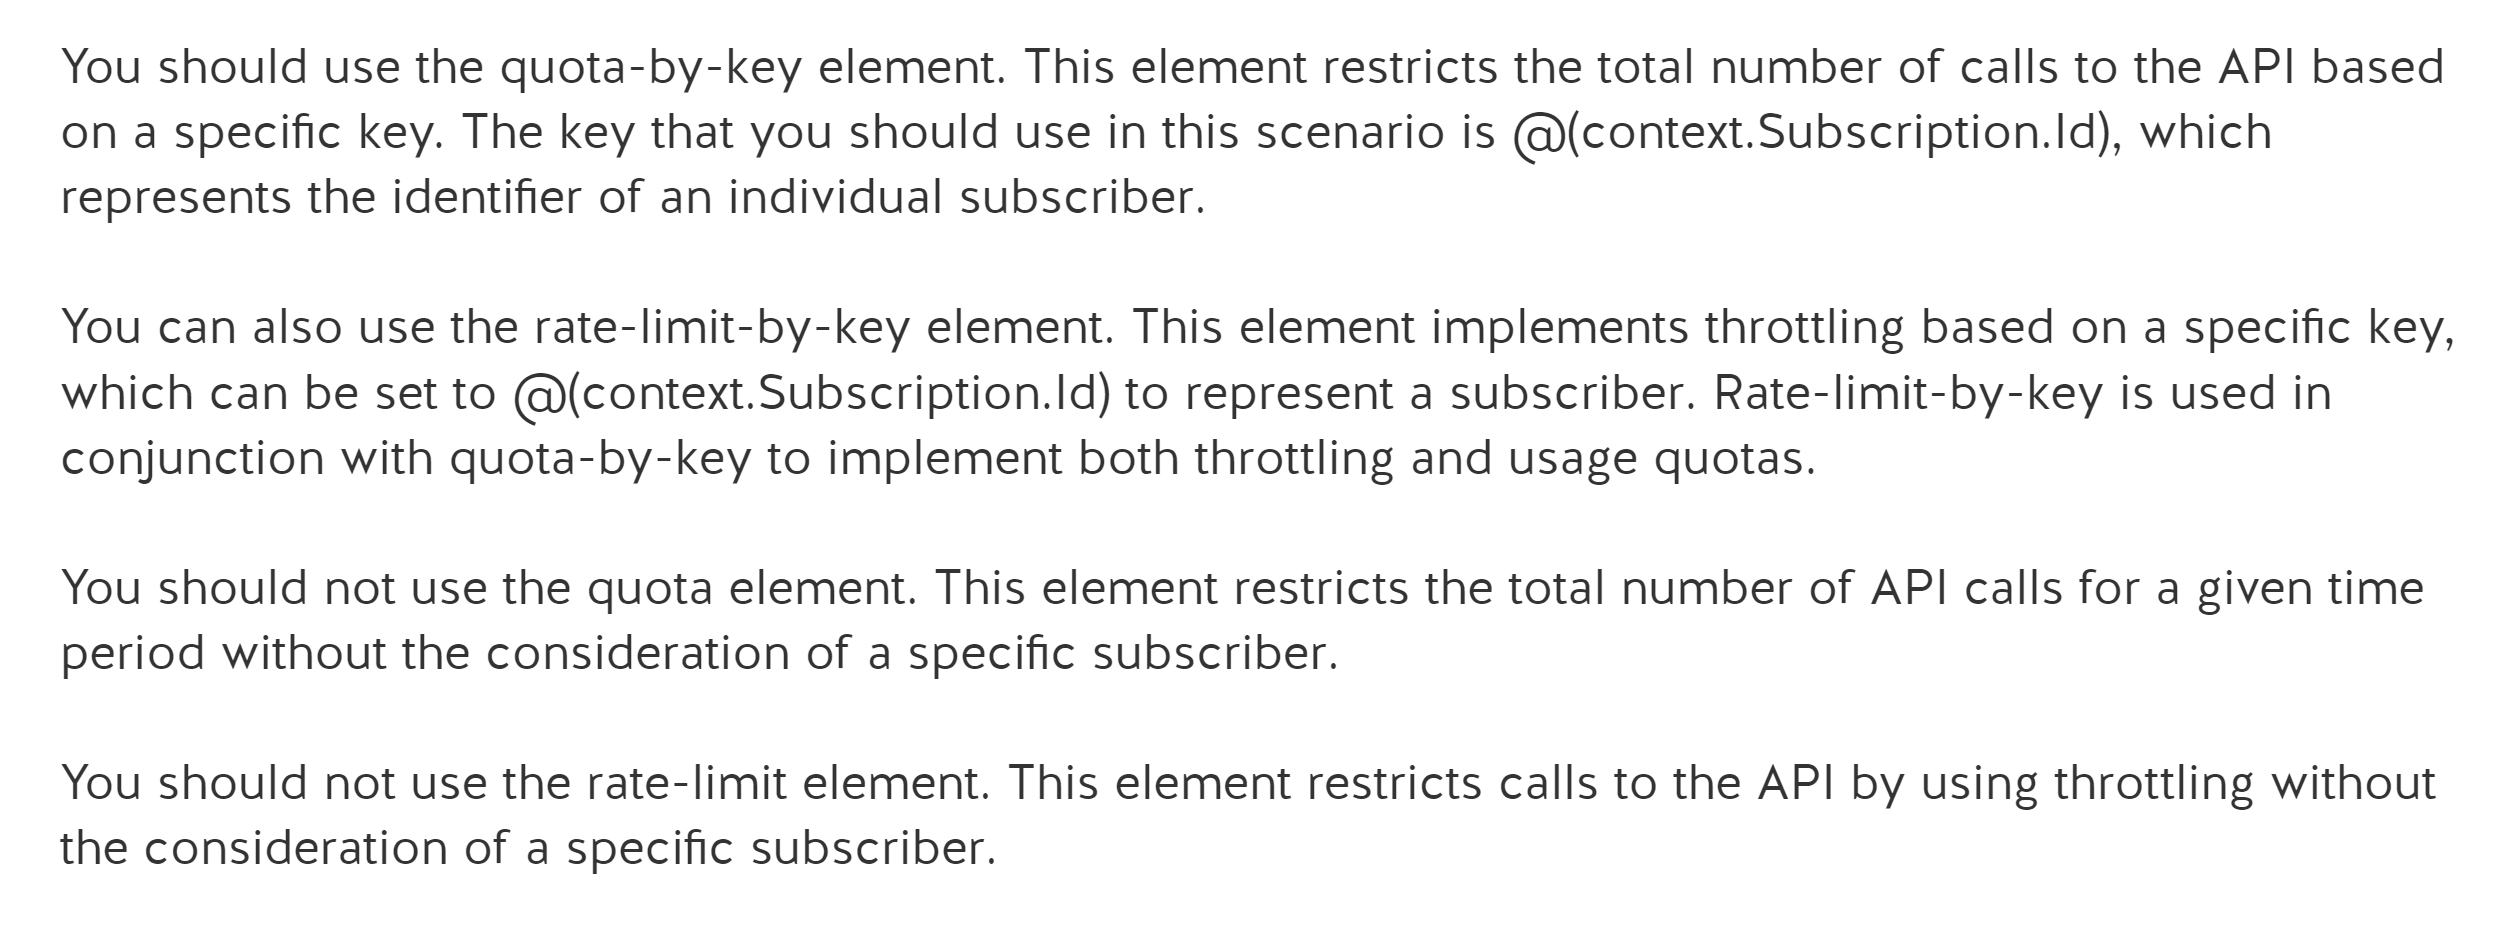 You should use the quota-by-key element. This element restricts the total number of calls to the API based
on a specific key. The key that you should use in this scenario is @(context.Subscription.Id), which
represents the identifier of an individual subscriber.
You can also use the rate-limit-by-key element. This element implements throttling based on a specific key,
which can be set to @(context.Subscription.Id) to represent a subscriber. Rate-limit-by-key is used in
conjunction with quota-by-key to implement both throttling and usage quotas.
You should not use the quota element. This element restricts the total number of API calls for a given time
period without the consideration of a specific subscriber.
You should not use the rate-limit element. This element restricts calls to the API by using throttling without
the consideration of a specific subscriber.